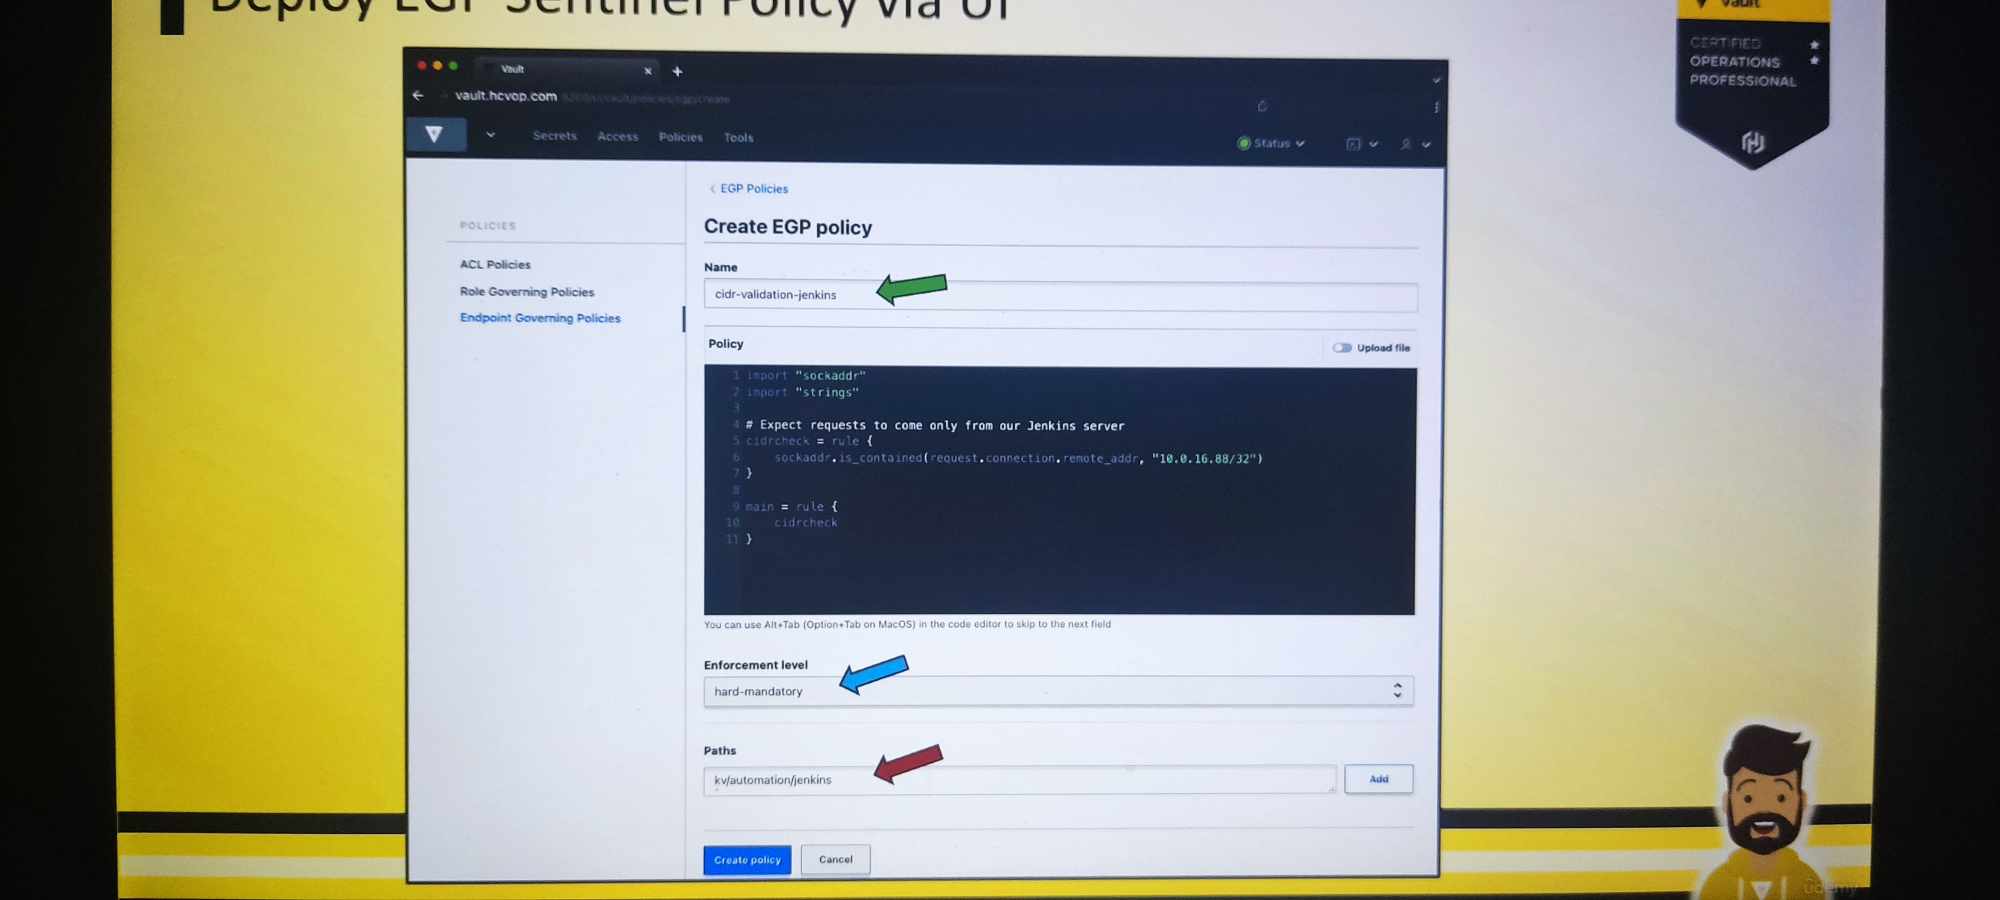 Deploy EGP Sentinel Policy Via UI
Vault
CERTIFIED
OPERATIONS
PROFESSIONAL
Vault
vault.hcvop.com
Secrets Access Policies Tools
Status
EGP Policies
POLICIES
ACL Policies
Role Governing Policies
Endpoint Governing Policies
Create EGP policy
Name
cidr-validation-jenkins
Policy
Upload file
1 import "sockaddr"
2 import "strings"
3
4 # Expect requests to come only from our Jenkins server
5 cidrcheck = rule {
6 sockaddr.is_contained(request.connection.remote_addr, "10.0.16.88/32")
7 }
8
9 main = rule {
10 cidrcheck
11 }
You can use Alt+Tab (Option+Tab on MacOS) in the code editor to skip to the next field
Enforcement level
hard-mandatory
Paths
kv/automation/jenkins
Add
Create policy
Cancel
udemy